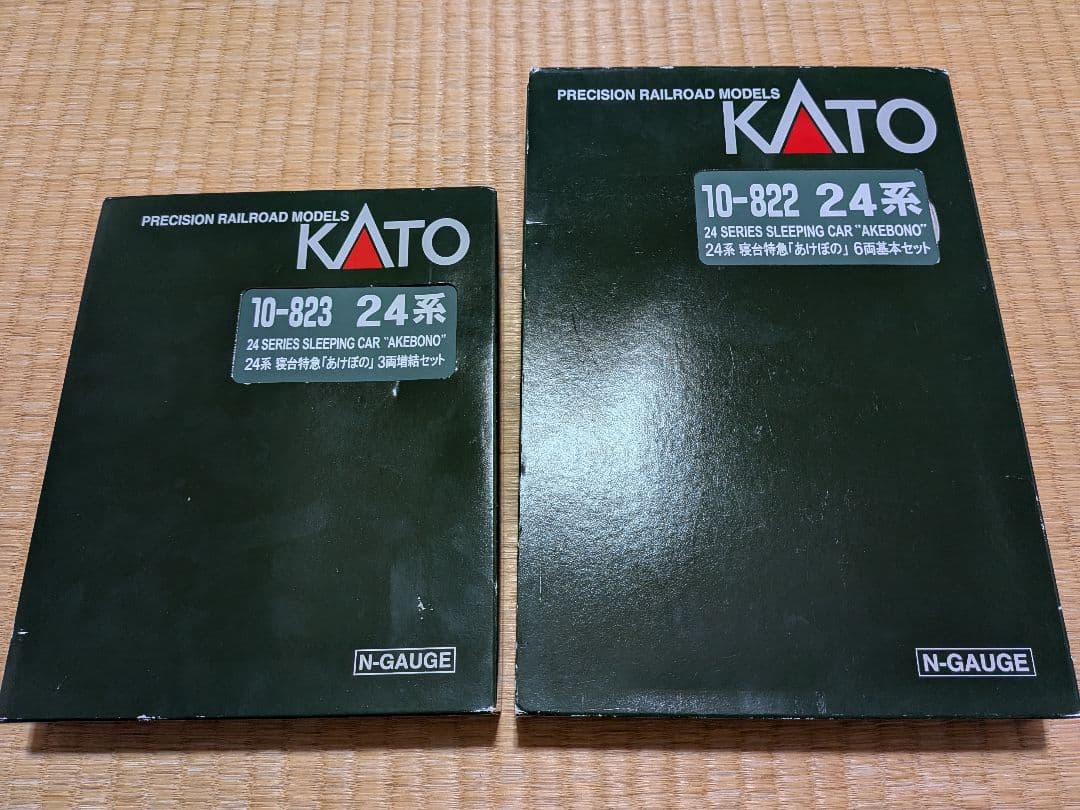 PRECISION RAILROAD MODELS
KATO
10-823 24系
24 SERIES SLEEPING CAR "AKEBONO"
24系 寝台特急「あけぼの」 3両増結セット
N-GAUGE
PRECISION RAILROAD MODELS
KATO
10-822 24系
24 SERIES SLEEPING CAR "AKEBONO"
24系 寝台特急「あけぼの」 6両基本セット
N-GAUGE